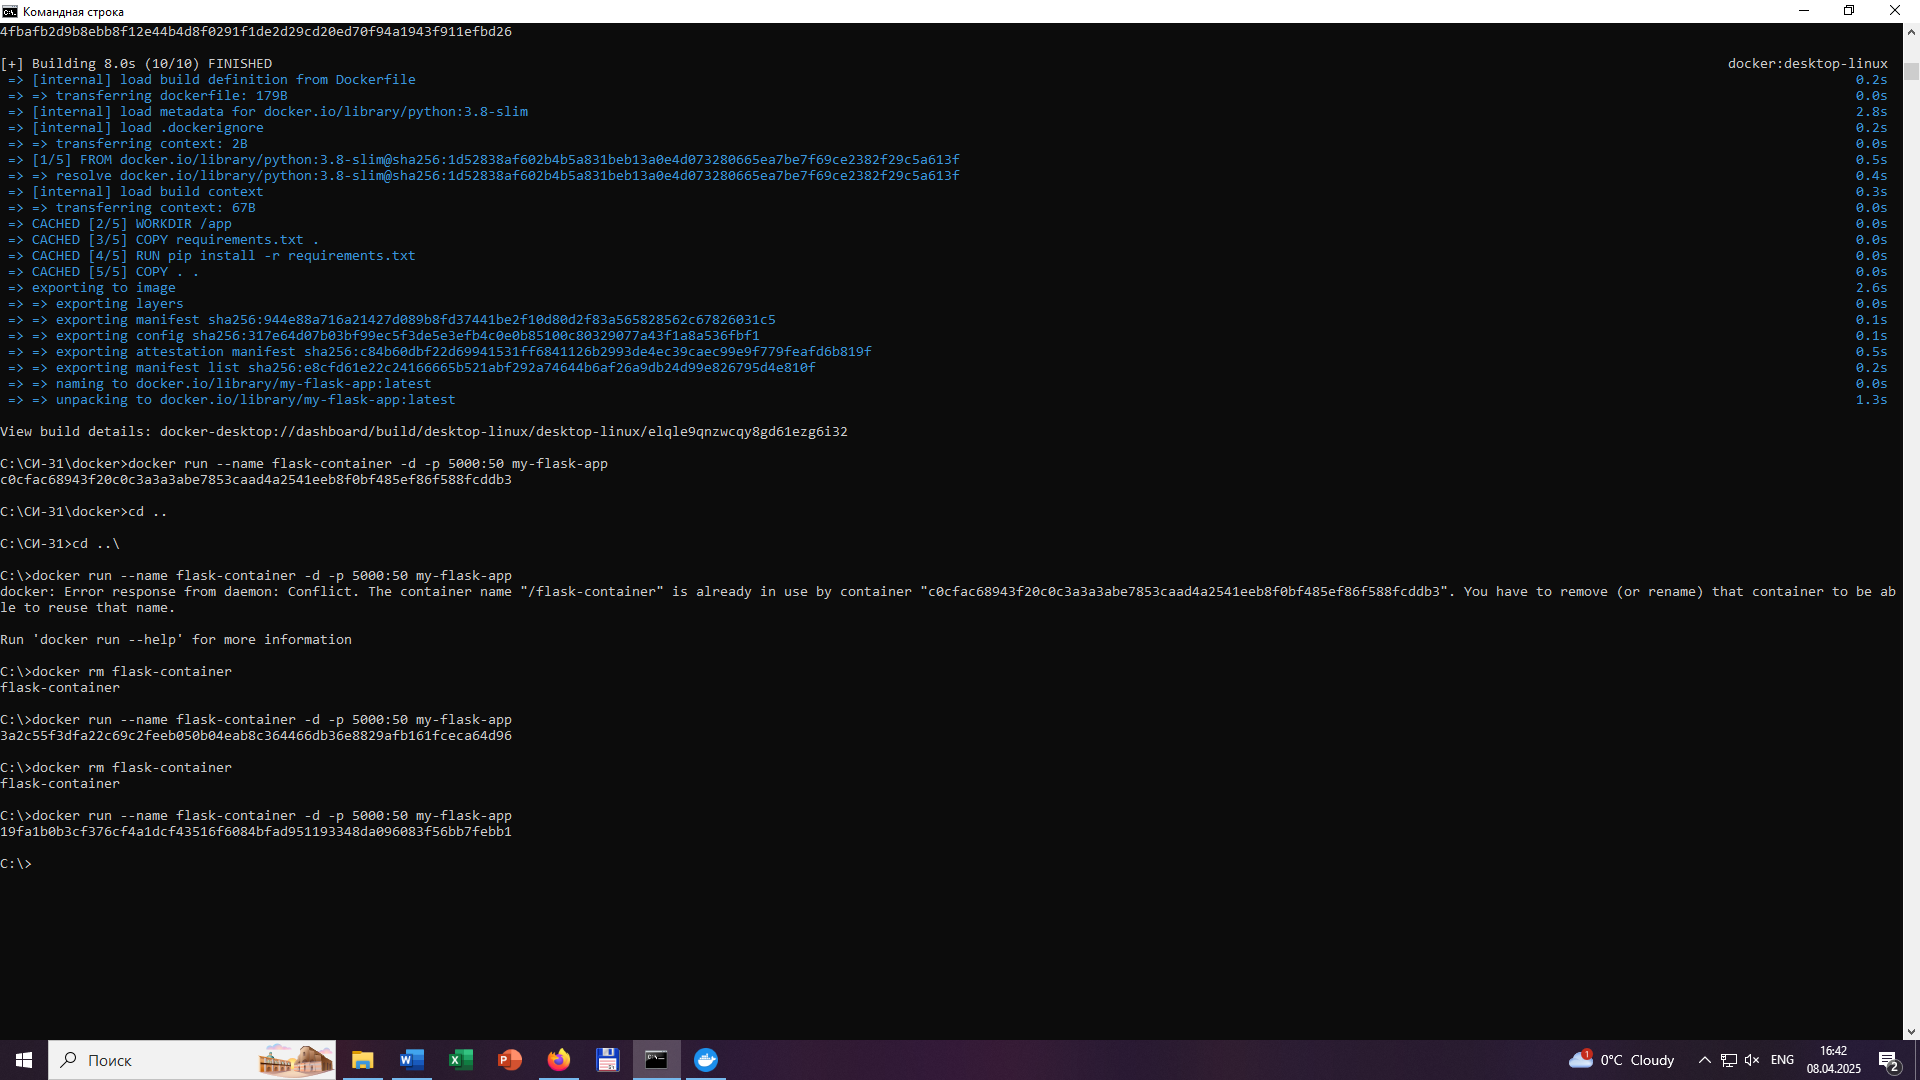 Командная строка
4fbafb2d9b8ebb8f12e44b4d8f0291f1de2d29cd20ed70f94a1943f911efbd26
[+] Building 8.0s (10/10) FINISHED docker:desktop-linux
=> [internal] load build definition from Dockerfile 0.2s
=> => transferring dockerfile: 179B 0.0s
=> [internal] load metadata for docker.io/library/python:3.8-slim 2.8s
=> [internal] load .dockerignore 0.2s
=> => transferring context: 2B 0.0s
=> [1/5] FROM docker.io/library/python:3.8-slim@sha256:1d52838af602b4b5a831beb13a0e4d073280665ea7be7f69ce2382f29c5a613f 0.5s
=> => resolve docker.io/library/python:3.8-slim@sha256:1d52838af602b4b5a831beb13a0e4d073280665ea7be7f69ce2382f29c5a613f 0.4s
=> [internal] load build context 0.3s
=> => transferring context: 67B 0.0s
=> CACHED [2/5] WORKDIR /app 0.0s
=> CACHED [3/5] COPY requirements.txt . 0.0s
=> CACHED [4/5] RUN pip install -r requirements.txt 0.0s
=> CACHED [5/5] COPY . . 0.0s
=> exporting to image 2.6s
=> => exporting layers 0.0s
=> => exporting manifest sha256:944e88a716a21427d089b8fd37441be2f10d80d2f83a565828562c67826031c5 0.1s
=> => exporting config sha256:317e64d07b03bf99ec5f3de5e3efb4c0e0b85100c80329077a43f1a8a536fbf1 0.1s
=> => exporting attestation manifest sha256:c84b60dbf22d69941531ff6841126b2993de4ec39caec99e9f779feafd6b819f 0.5s
=> => exporting manifest list sha256:e8cfd61e22c24166665b521abf292a74644b6af26a9db24d99e826795d4e810f 0.2s
=> => naming to docker.io/library/my-flask-app:latest 0.0s
=> => unpacking to docker.io/library/my-flask-app:latest 1.3s
View build details: docker-desktop://dashboard/build/desktop-linux/desktop-linux/elqle9qnzwcqy8gd61ezg6i32
C:\СИ-31\docker>docker run --name flask-container -d -p 5000:50 my-flask-app
c0cfac68943f20c0c3a3a3abe7853caad4a2541eeb8f0bf485ef86f588fcddb3
C:\СИ-31\docker>cd ..
C:\СИ-31>cd ..\
C:\>docker run --name flask-container -d -p 5000:50 my-flask-app
docker: Error response from daemon: Conflict. The container name "/flask-container" is already in use by container "c0cfac68943f20c0c3a3a3abe7853caad4a2541eeb8f0bf485ef86f588fcddb3". You have to remove (or rename) that container to be ab
le to reuse that name.
Run 'docker run --help' for more information
C:\>docker rm flask-container
flask-container
C:\>docker run --name flask-container -d -p 5000:50 my-flask-app
3a2c55f3dfa22c69c2feeb050b04eab8c364466db36e8829afb161fceca64d96
C:\>docker rm flask-container
flask-container
C:\>docker run --name flask-container -d -p 5000:50 my-flask-app
19fa1b0b3cf376cf4a1dcf43516f6084bfad951193348da096083f56bb7febb1
C:\>
Поиск
1
0°C Cloudy
ENG
16:42
08.04.2025
2